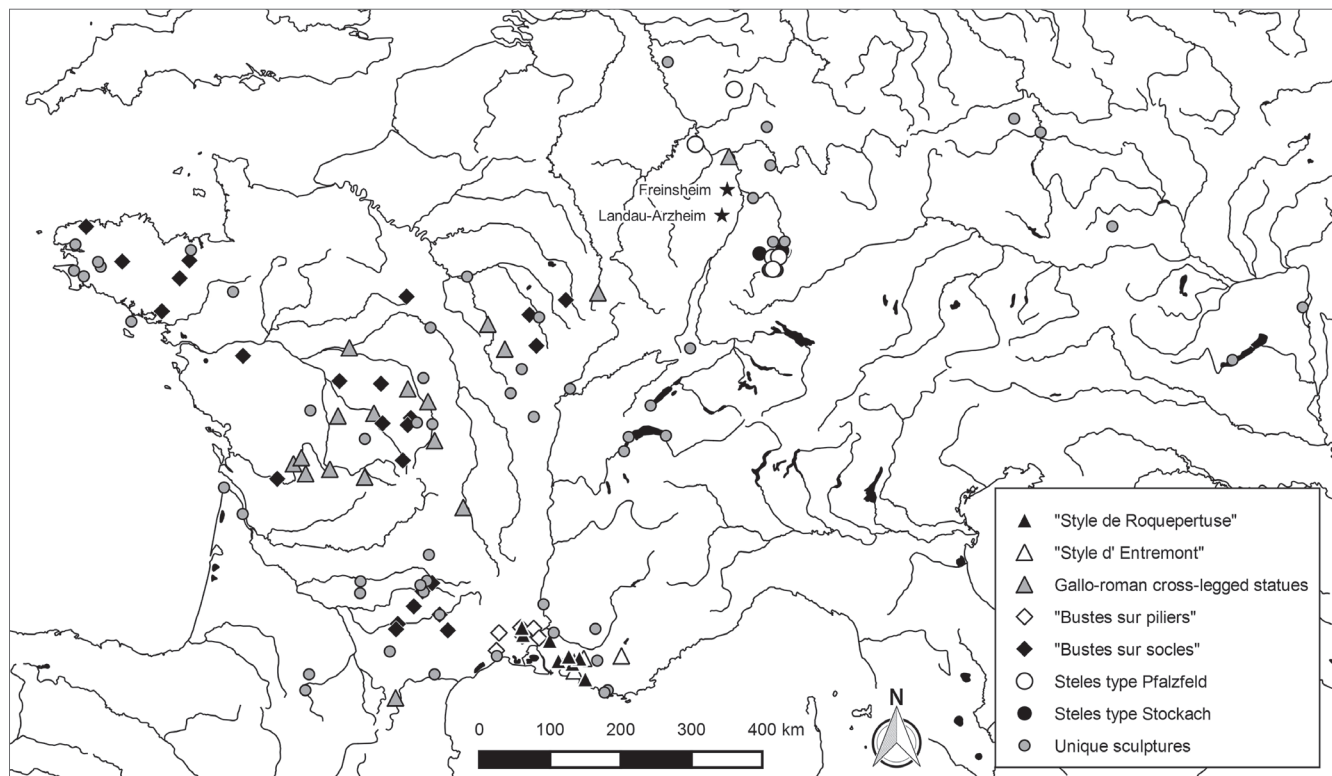 Freinsheim
Landau-Arzheim
"Style de Roquepertuse"
"Style d' Entremont"
Gallo-roman cross-legged statues
"Bustes sur piliers"
"Bustes sur socles"
Steles type Pfalzfeld
Steles type Stockach
Unique sculptures
N
0 100 200 300 400 km